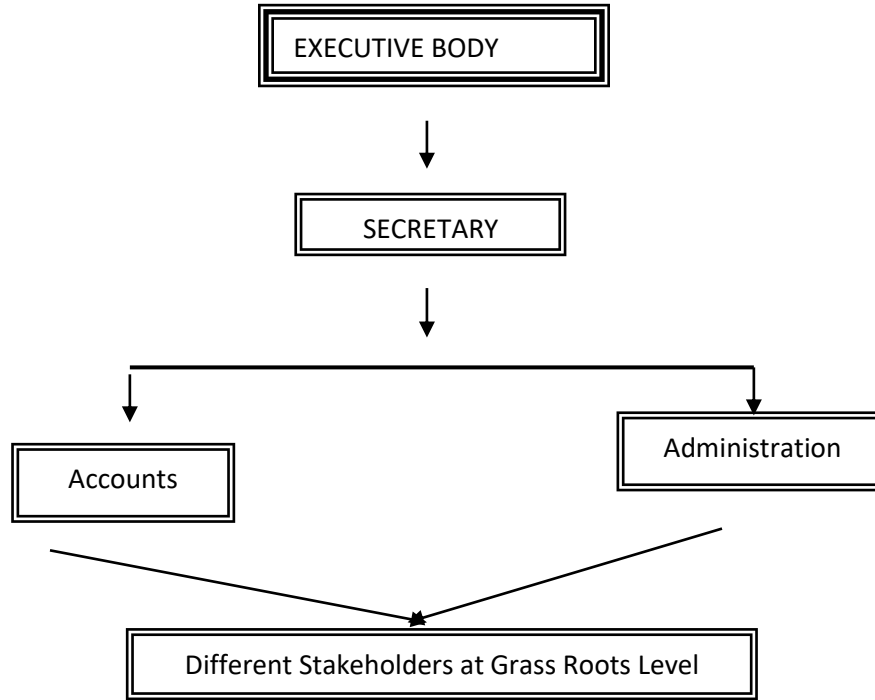 EXECUTIVE BODY
SECRETARY
Administration
Accounts
Different Stakeholders at Grass Roots Level